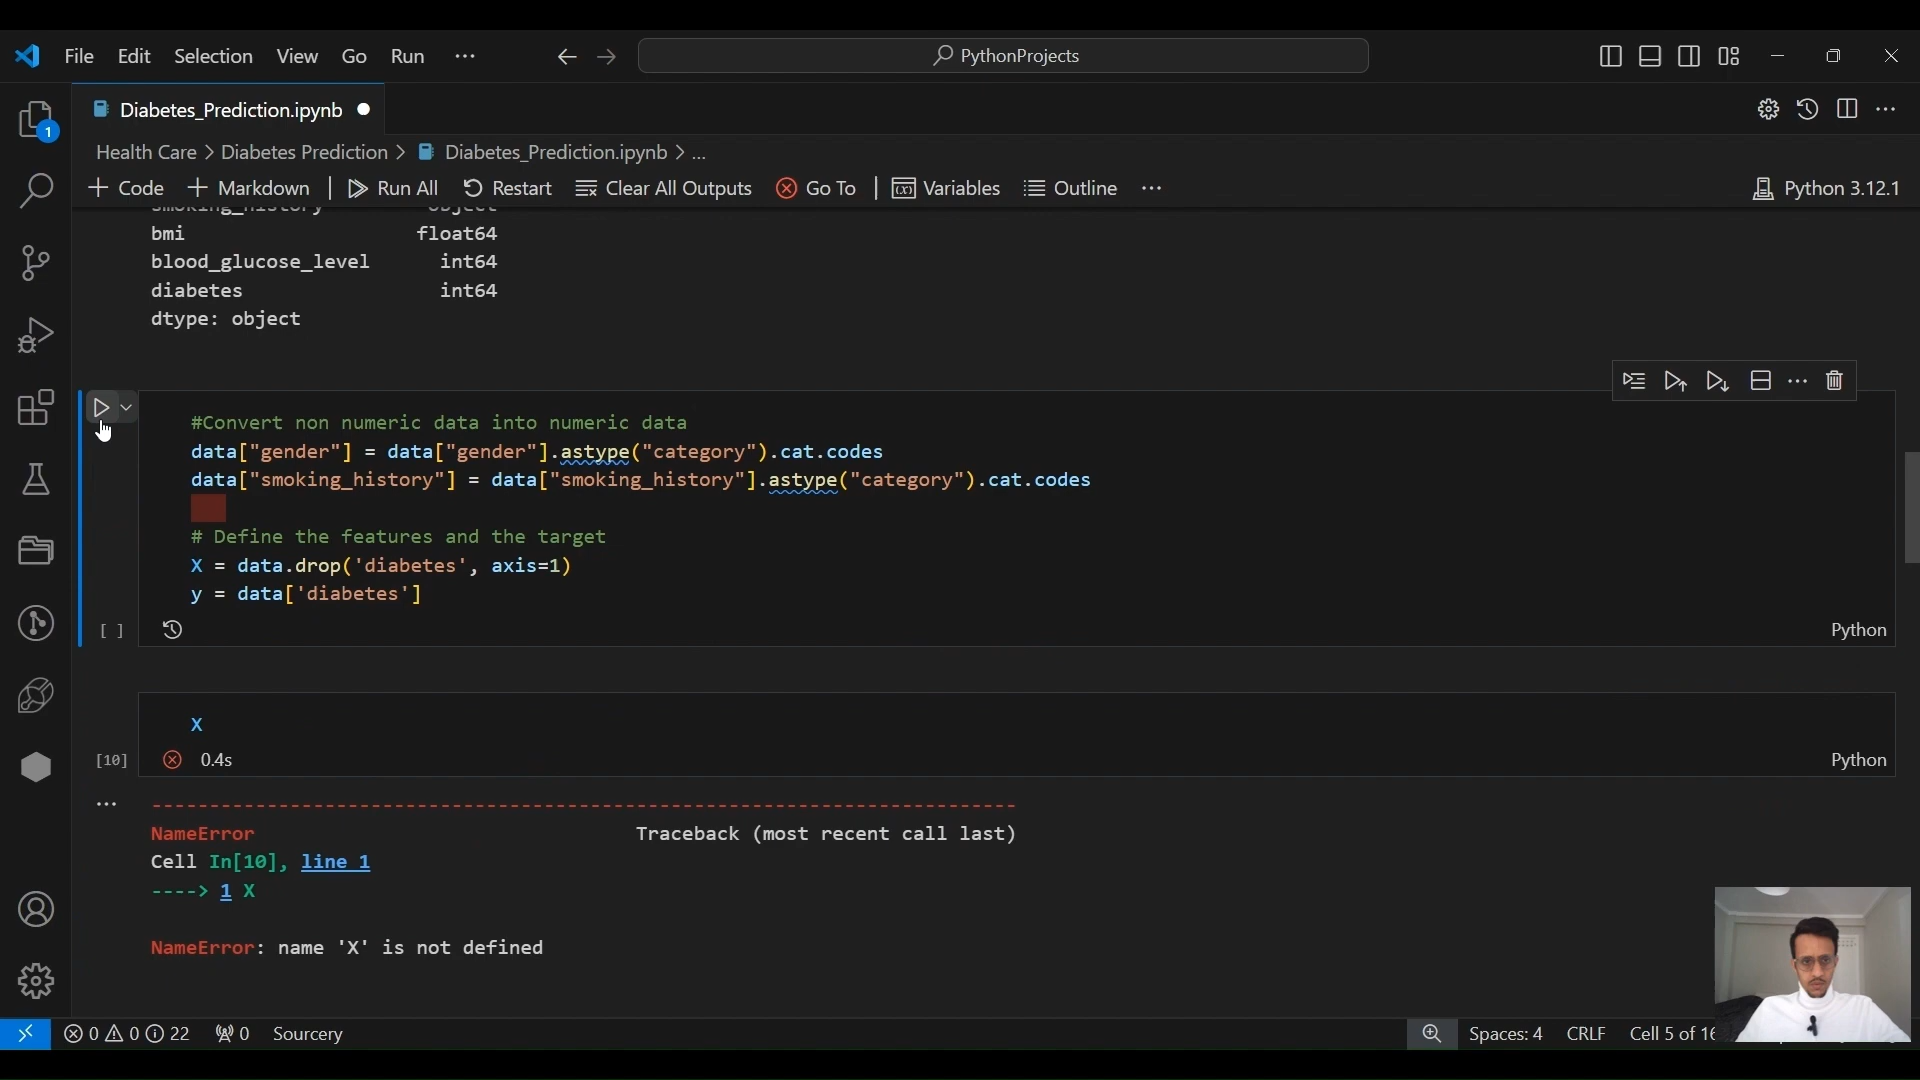 File Edit Selection View Go Run ...
PythonProjects
Diabetes_Prediction.ipynb
1
Health Care > Diabetes Prediction > Diabetes_Prediction.ipynb > ...
+ Code + Markdown | Run All Restart Clear All Outputs Go To | Variables Outline ...
Python 3.12.1
smoking_history object
bmi float64
blood_glucose_level int64
diabetes int64
dtype: object
#Convert non numeric data into numeric data
data["gender"] = data["gender"].astype("category").cat.codes
data["smoking_history"] = data["smoking_history"].astype("category").cat.codes
# Define the features and the target
X = data.drop('diabetes', axis=1)
y = data['diabetes']
[ ]
Python
X
[10] 0.4s
Python
...
---------------------------------------------------------------------------
NameError Traceback (most recent call last)
Cell In[10], line 1
----> 1 X
NameError: name 'X' is not defined
0 0 22 0 Sourcery
Spaces: 4 CRLF Cell 5 of 16